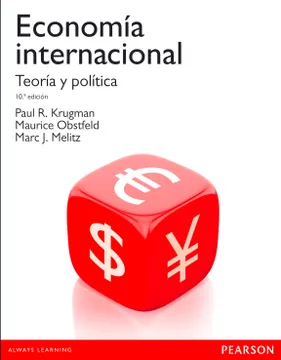 Economía
internacional
Teoría y política
10.ª edición
Paul R. Krugman
Maurice Obstfeld
Marc J. Melitz
€
$ ¥
ALWAYS LEARNING
PEARSON